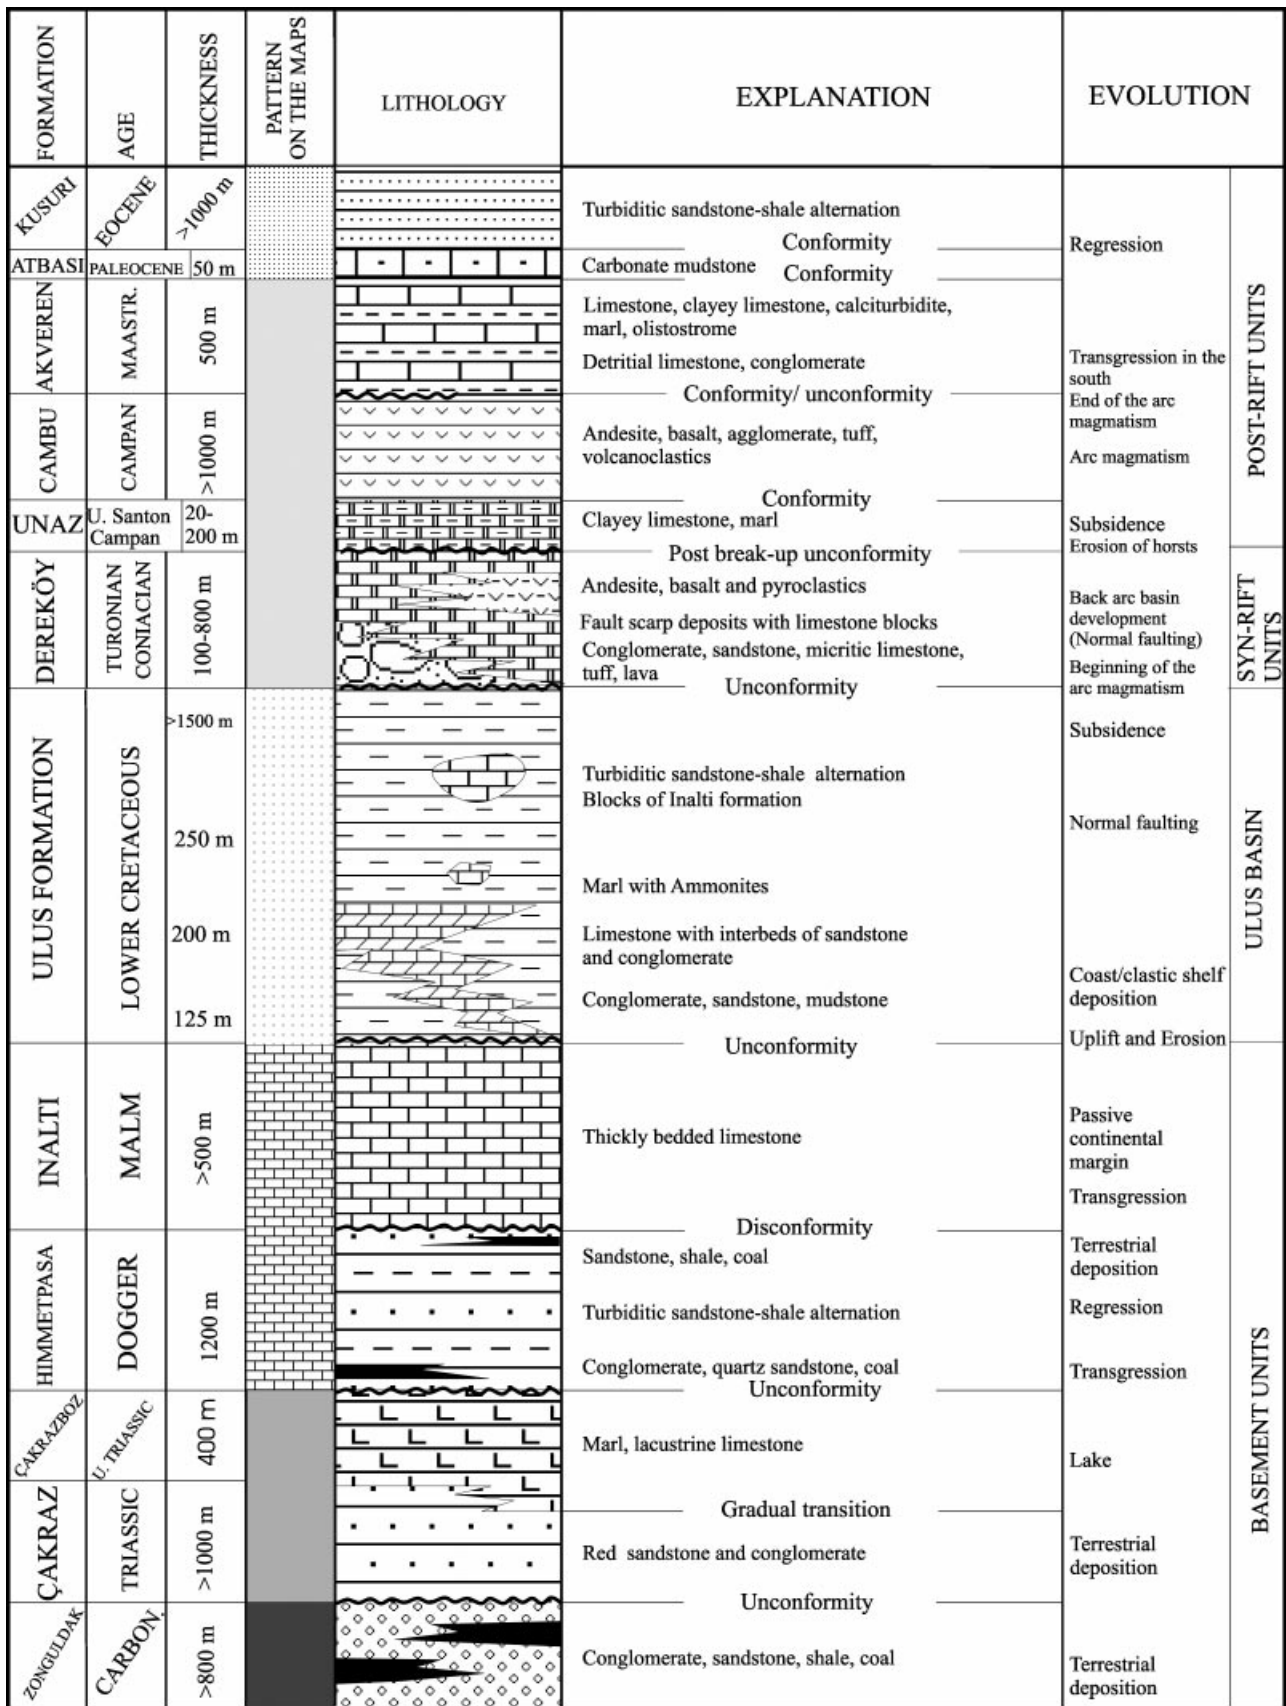 FORMATION
AGE
THICKNESS
PATTERN
ON THE MAPS
LITHOLOGY
EXPLANATION
EVOLUTION
KUSURI
EOCENE
>1000 m
Turbiditic sandstone-shale alternation
Conformity
Regression
ATBASI
PALEOCENE
50 m
Carbonate mudstone
Conformity
AKVEREN
MAASTR.
500 m
Limestone, clayey limestone, calciturbidite,
marl, olistostrome
Detritial limestone, conglomerate
Transgression in the
south
Conformity/ unconformity
End of the arc
magmatism
CAMBU
CAMPAN
>1000 m
Andesite, basalt, agglomerate, tuff,
volcanoclastics
Arc magmatism
Conformity
UNAZ
U. Santon
Campan
20-
200 m
Clayey limestone, marl
Subsidence
Erosion of horsts
Post break-up unconformity
POST-RIFT UNITS
DEREKÖY
TURONIAN
CONIACIAN
100-800 m
Andesite, basalt and pyroclastics
Fault scarp deposits with limestone blocks
Conglomerate, sandstone, micritic limestone,
tuff, lava
Back arc basin
development
(Normal faulting)
Beginning of the
arc magmatism
Unconformity
SYN-RIFT
UNITS
ULUS FORMATION
LOWER CRETACEOUS
>1500 m
250 m
200 m
125 m
Turbiditic sandstone-shale alternation
Blocks of Inalti formation
Marl with Ammonites
Limestone with interbeds of sandstone
and conglomerate
Conglomerate, sandstone, mudstone
Subsidence
Normal faulting
Coast/clastic shelf
deposition
Uplift and Erosion
Unconformity
ULUS BASIN
INALTI
MALM
>500 m
Thickly bedded limestone
Passive
continental
margin
Transgression
Disconformity
HIMMETPASA
DOGGER
1200 m
Sandstone, shale, coal
Turbiditic sandstone-shale alternation
Conglomerate, quartz sandstone, coal
Terrestrial
deposition
Regression
Transgression
Unconformity
ÇAKRAZBOZ
U. TRIASSIC
400 m
Marl, lacustrine limestone
Lake
Gradual transition
ÇAKRAZ
TRIASSIC
>1000 m
Red sandstone and conglomerate
Terrestrial
deposition
Unconformity
ZONGULDAK
CARBON.
>800 m
Conglomerate, sandstone, shale, coal
Terrestrial
deposition
BASEMENT UNITS